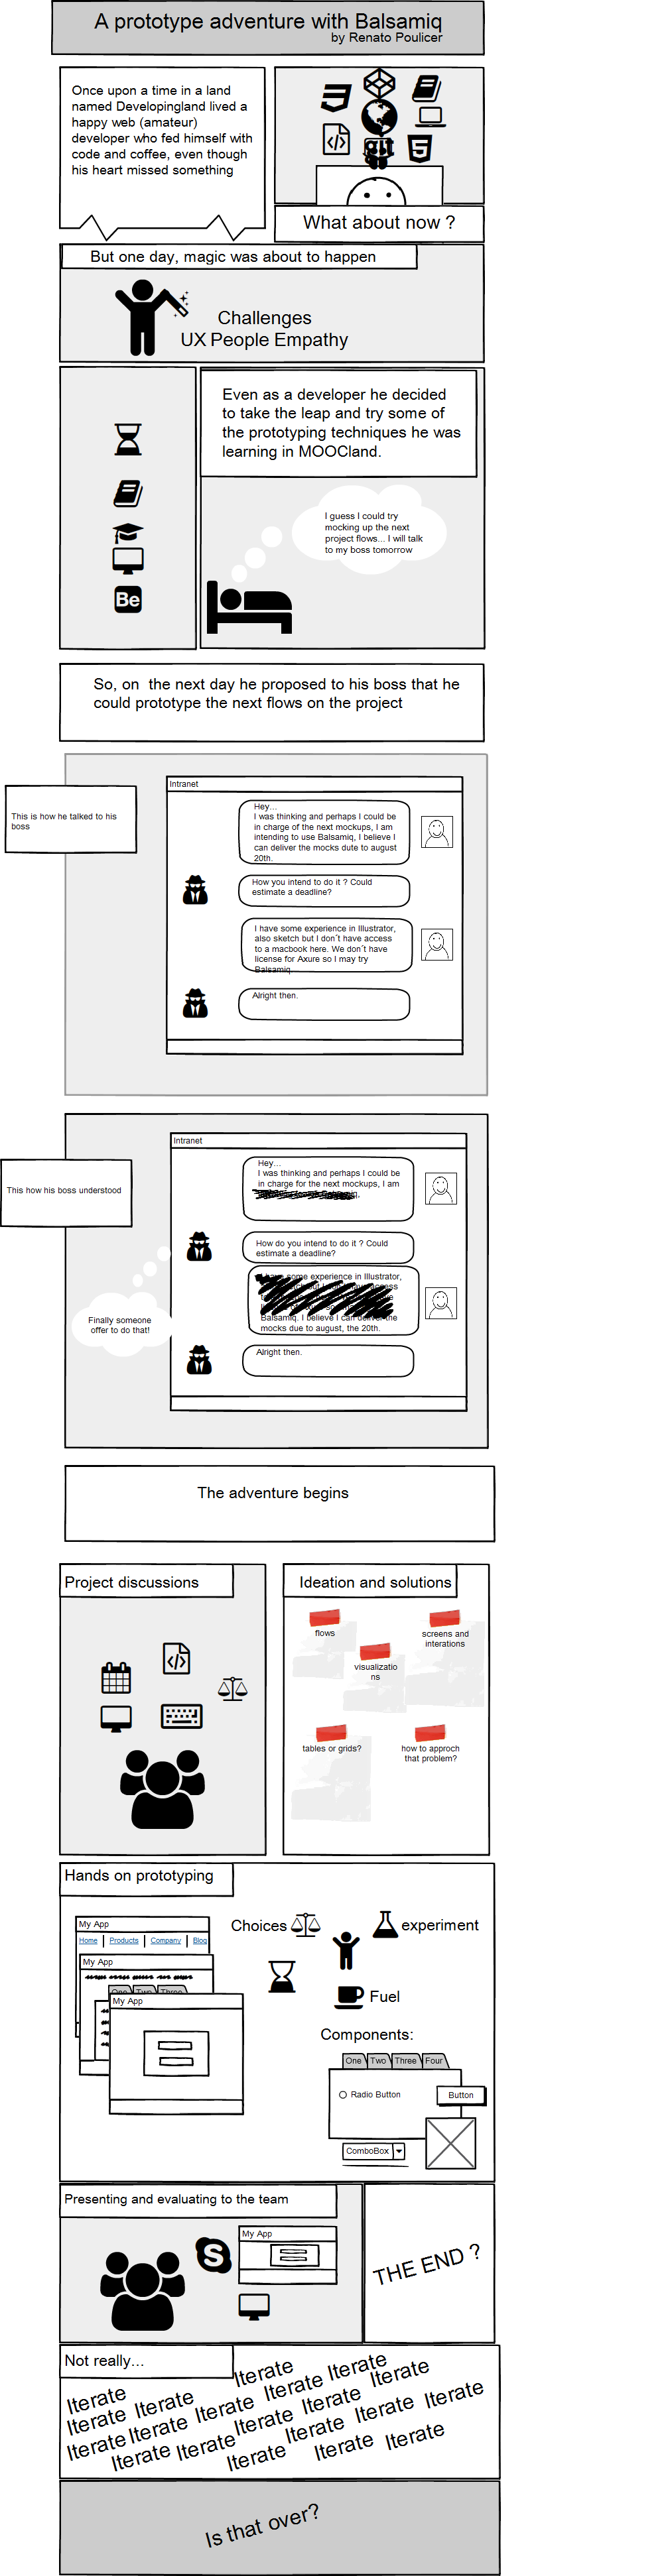 A prototype adventure with Balsamiq
by Renato Poulicer
Once upon a time in a land
named Developingland lived a
happy web (amateur)
developer who fed himself with
code and coffee, even though
his heart missed something
git
What about now ?
But one day, magic was about to happen
Challenges
UX People Empathy
Even as a developer he decided
to take the leap and try some of
the prototyping techniques he was
learning in MOOCland.
I guess I could try
mocking up the next
project flows... I will talk
to my boss tomorrow
Be
So, on the next day he proposed to his boss that he
could prototype the next flows on the project
Intranet
This is how he talked to his
boss
Hey...
I was thinking and perhaps I could be
in charge of the next mockups, I am
intending to use Balsamiq, I believe I
can deliver the mocks dute to august
20th.
How you intend to do it ? Could
estimate a deadline?
I have some experience in Illustrator,
also sketch but I don´t have access
to a macbook here. We don´t have
license for Axure so I may try
Balsamiq.
Alright then.
Intranet
This how his boss understood
Hey...
I was thinking and perhaps I could be
in charge for the next mockups, I am
How do you intend to do it ? Could
estimate a deadline?
some experience in Illustrator,
Balsamiq. I believe I can deliver the
mocks due to august, the 20th.
Finally someone
offer to do that!
Alright then.
The adventure begins
Project discussions
Ideation and solutions
flows
screens and
interations
visualizatio
ns
tables or grids?
how to approch
that problem?
Hands on prototyping
My App
Home Products Company Blog
My App
One Two Three
My App
Choices
experiment
Fuel
Components:
One Two Three Four
Radio Button
Button
ComboBox
Presenting and evaluating to the team
My App
THE END ?
Not really...
Iterate Iterate
Iterate Iterate Iterate
Iterate Iterate Iterate Iterate
Iterate Iterate Iterate Iterate Iterate
Iterate Iterate Iterate
Iterate Iterate Iterate Iterate
Is that over?